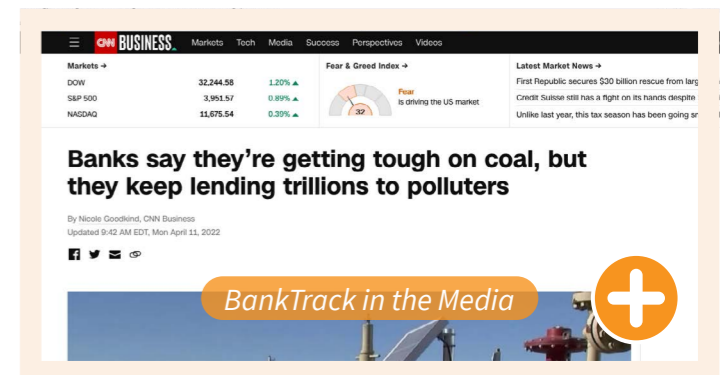 CNN BUSINESS Markets Tech Media Success Perspectives Videos
Markets → Fear & Greed Index → Latest Market News →
DOW 32,244.58 1.20% ▲ First Republic secures $30 billion rescue from
S&P 500 3,951.57 0.89% ▲ Fear Credit Suisse still has a fight on its hands despite
NASDAQ 11,675.54 0.39% ▲ 32 Is driving the US market Unlike last year, this tax season has been going
Banks say they're getting tough on coal, but
they keep lending trillions to polluters
By Nicole Goodkind, CNN Business
Updated 9:42 AM EDT, Mon April 11, 2022
BankTrack in the Media